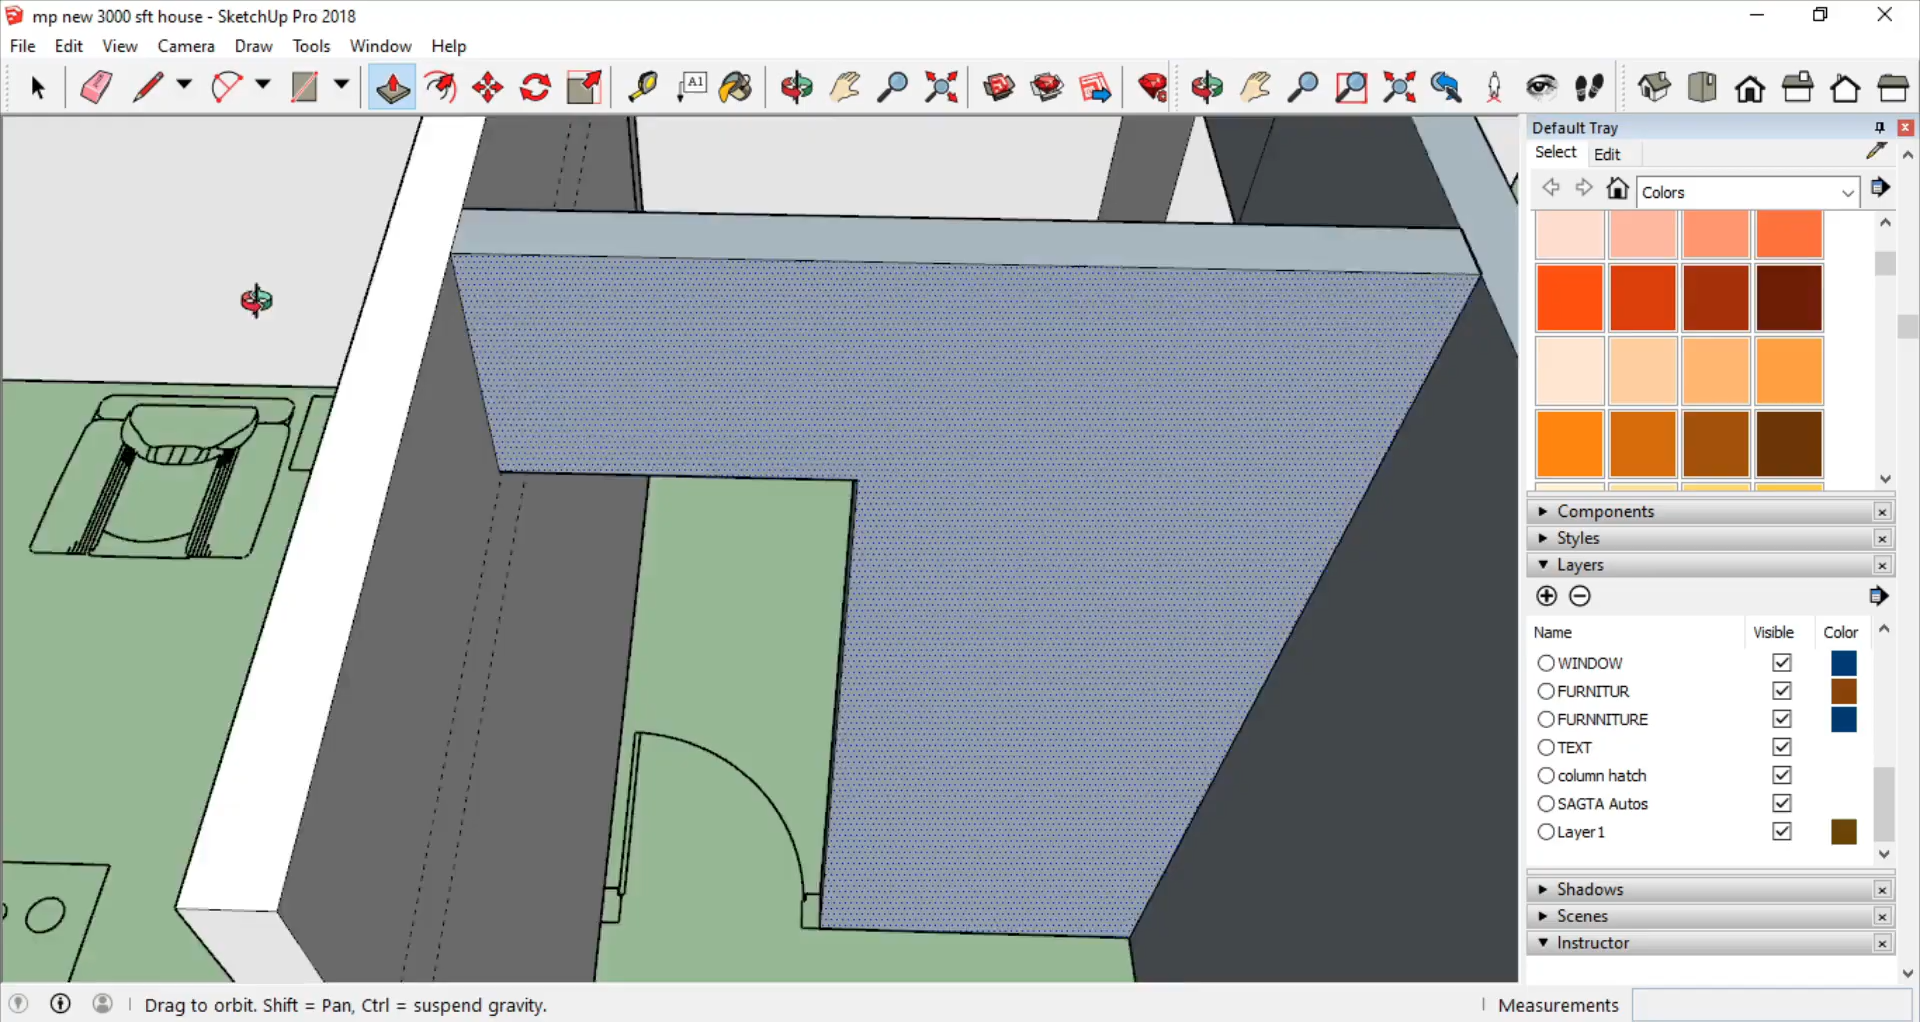 mp new 3000 sft house - SketchUp Pro 2018
File Edit View Camera Draw Tools Window Help
A1
Default Tray
Select Edit
Colors
Components
Styles
Layers
Name Visible Color
WINDOW
FURNITUR
FURNNITURE
TEXT
column hatch
SAGTA Autos
Layer1
Shadows
Scenes
Instructor
Drag to orbit. Shift = Pan, Ctrl = suspend gravity.
Measurements